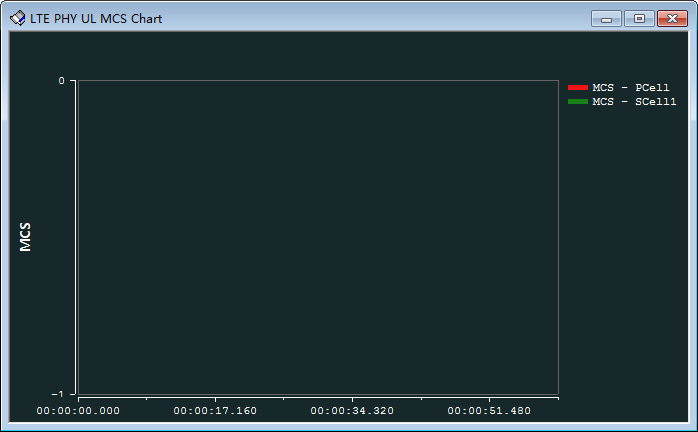 LTE PHY UL MCS Chart
0
MCS - PCell
MCS - SCell1
MCS
-1
00:00:00.000 00:00:17.160 00:00:34.320 00:00:51.480